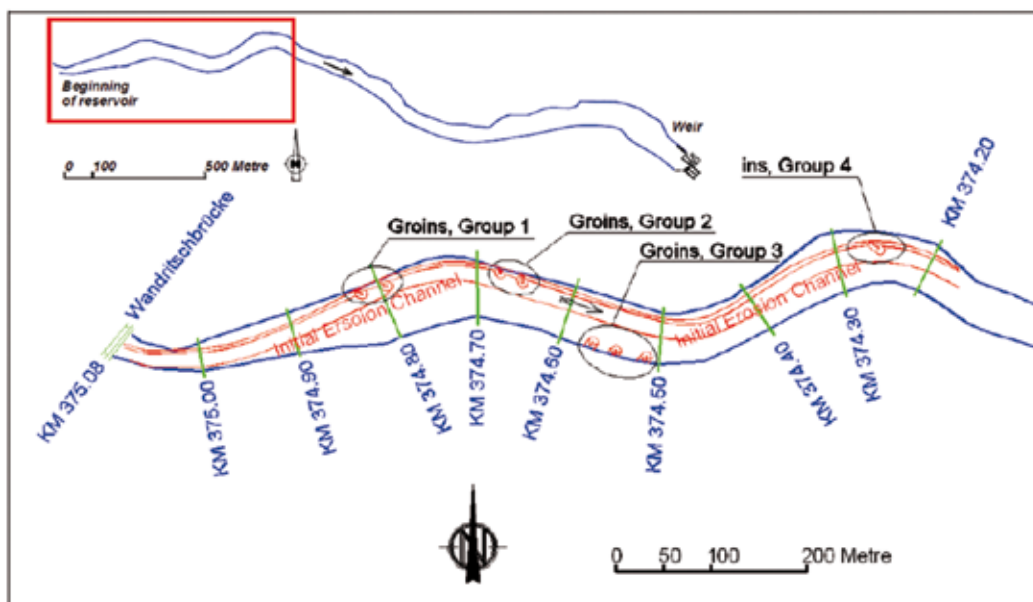 Beginning
of reservoir
Weir
0 100 500 Metre
N
ins, Group 4
KM 374.20
Groins, Group 1
Groins, Group 2
Groins, Group 3
Wandritschbrücke
Initial Ersoion Channel
Initial Erosion Channel
KM 375.08
KM 375.00
KM 374.90
KM 374.80
KM 374.70
KM 374.60
KM 374.50
KM 374.40
KM 374.30
N
0 50 100 200 Metre